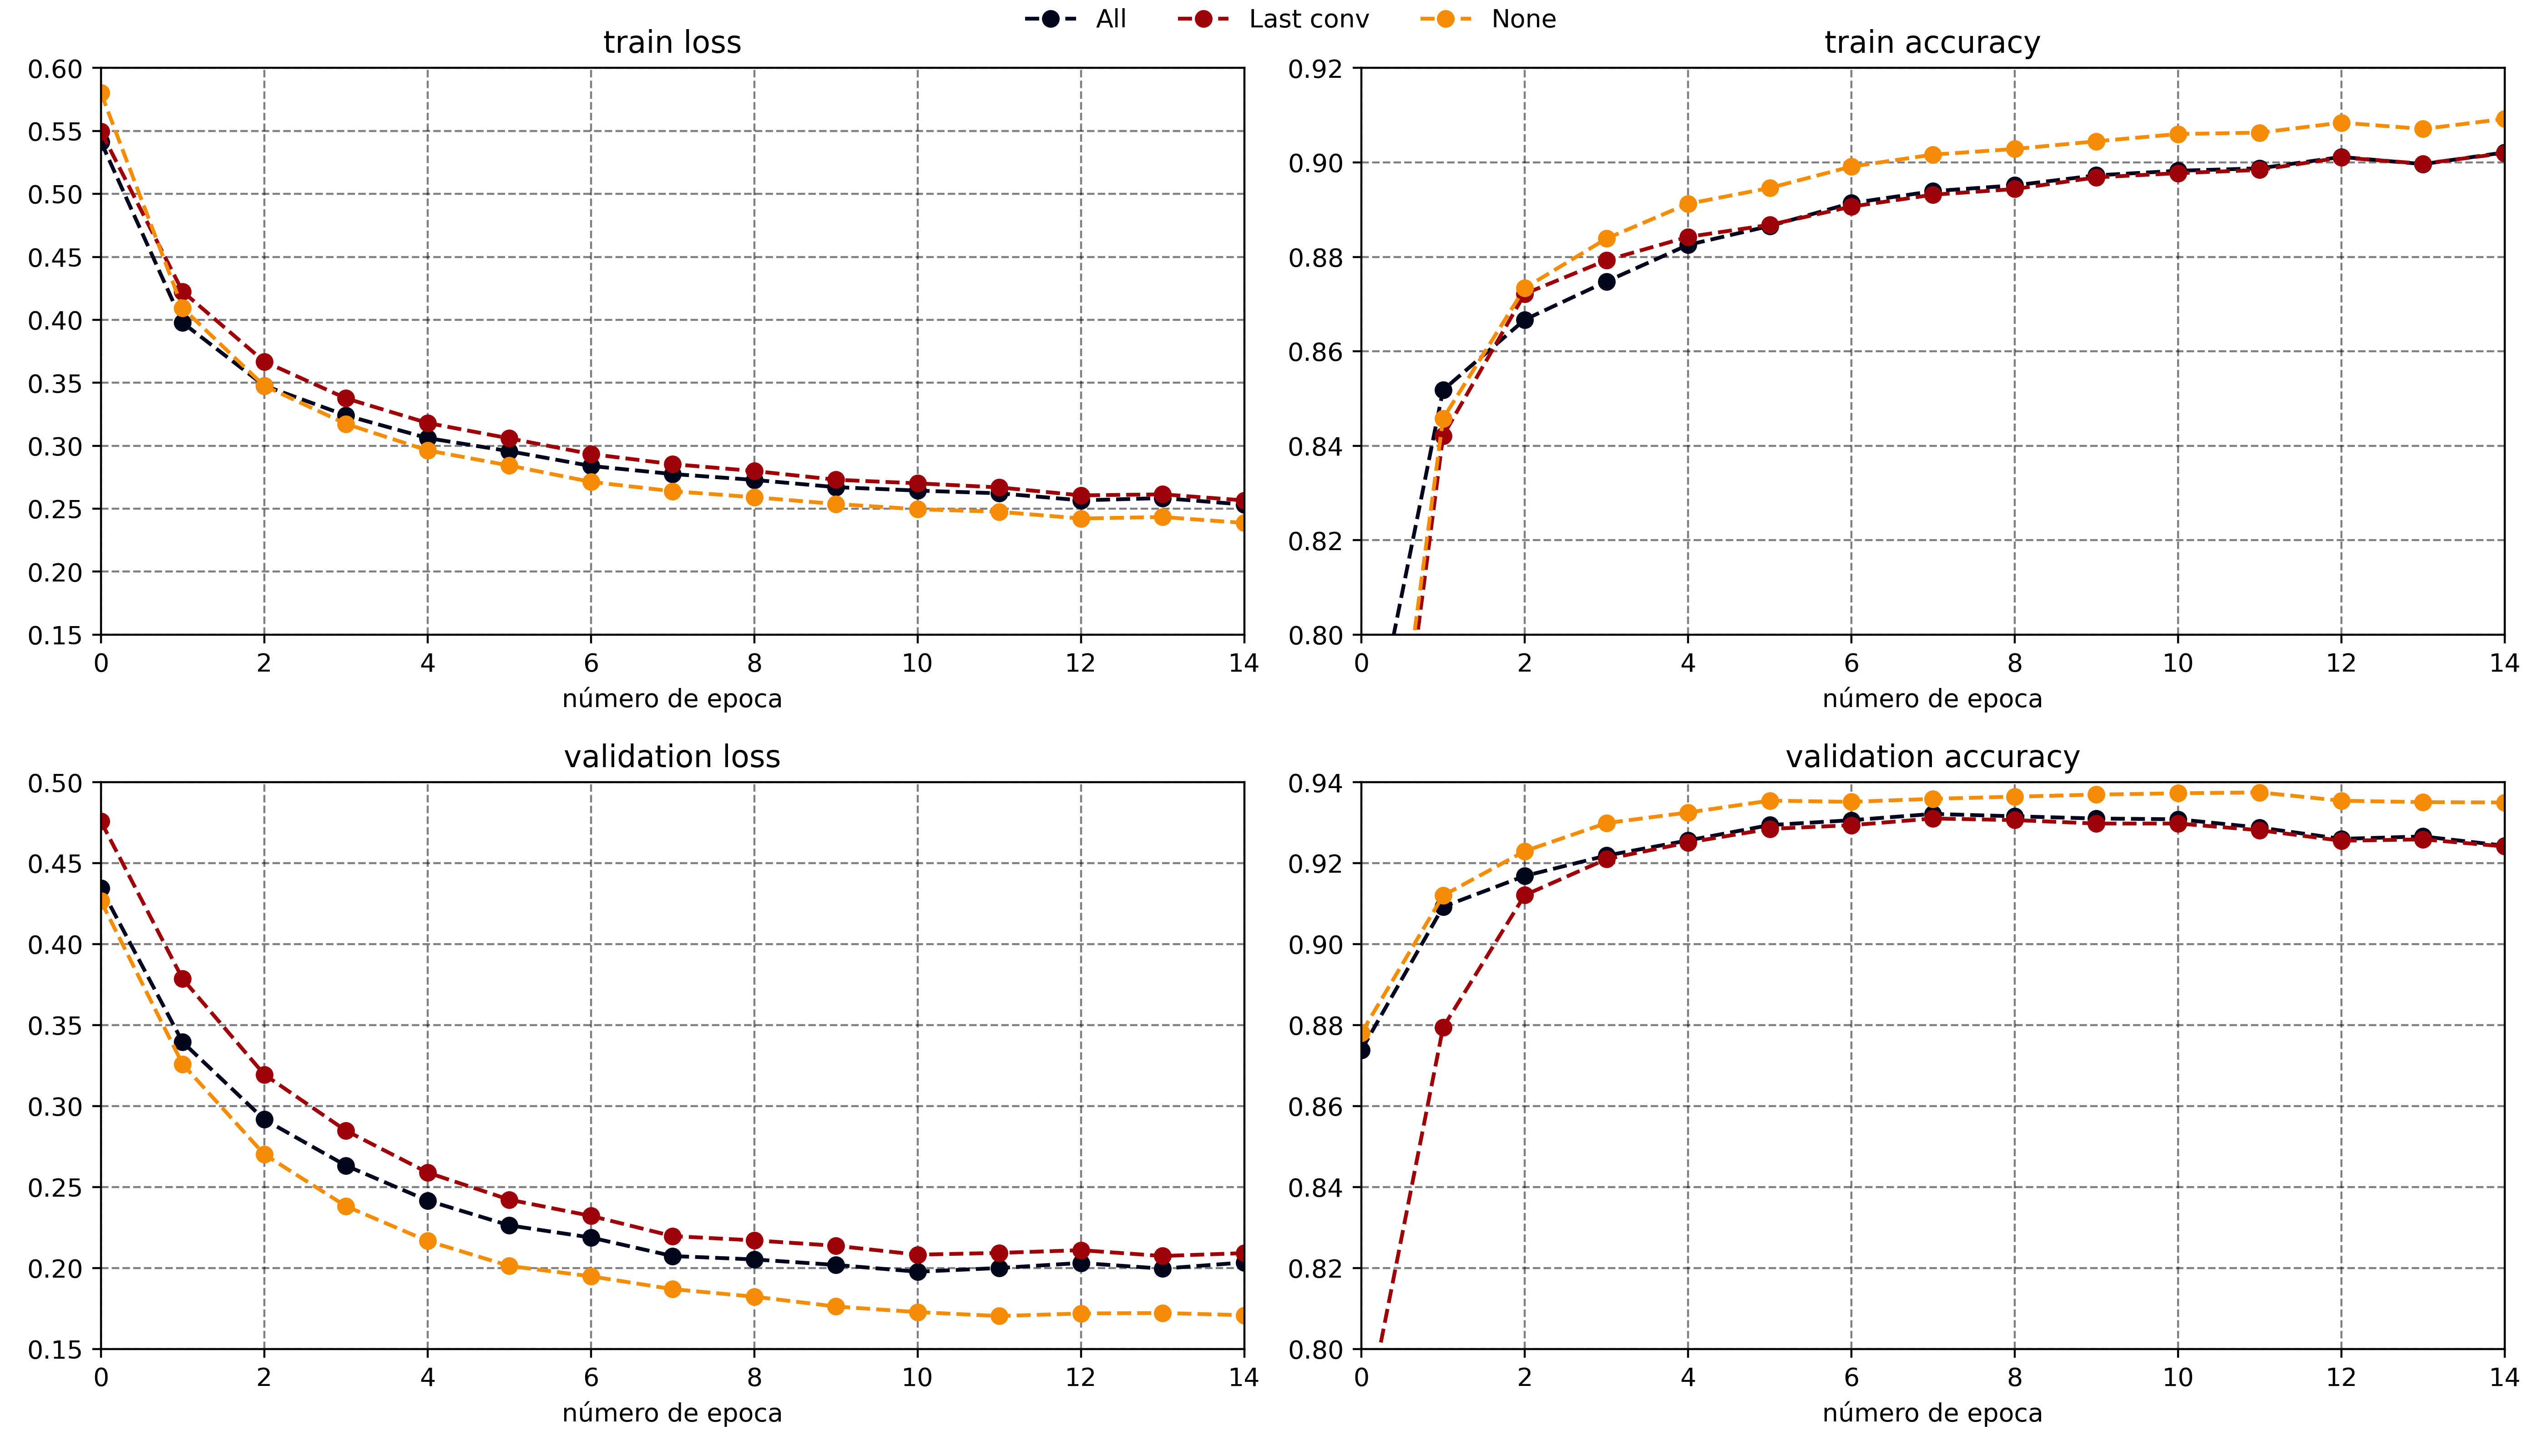 All Last conv None
train loss
0.60
0.55
0.50
0.45
0.40
0.35
0.30
0.25
0.20
0.15
0 2 4 6 8 10 12 14
número de epoca
train accuracy
0.92
0.90
0.88
0.86
0.84
0.82
0.80
0 2 4 6 8 10 12 14
número de epoca
validation loss
0.50
0.45
0.40
0.35
0.30
0.25
0.20
0.15
0 2 4 6 8 10 12 14
número de epoca
validation accuracy
0.94
0.92
0.90
0.88
0.86
0.84
0.82
0.80
0 2 4 6 8 10 12 14
número de epoca